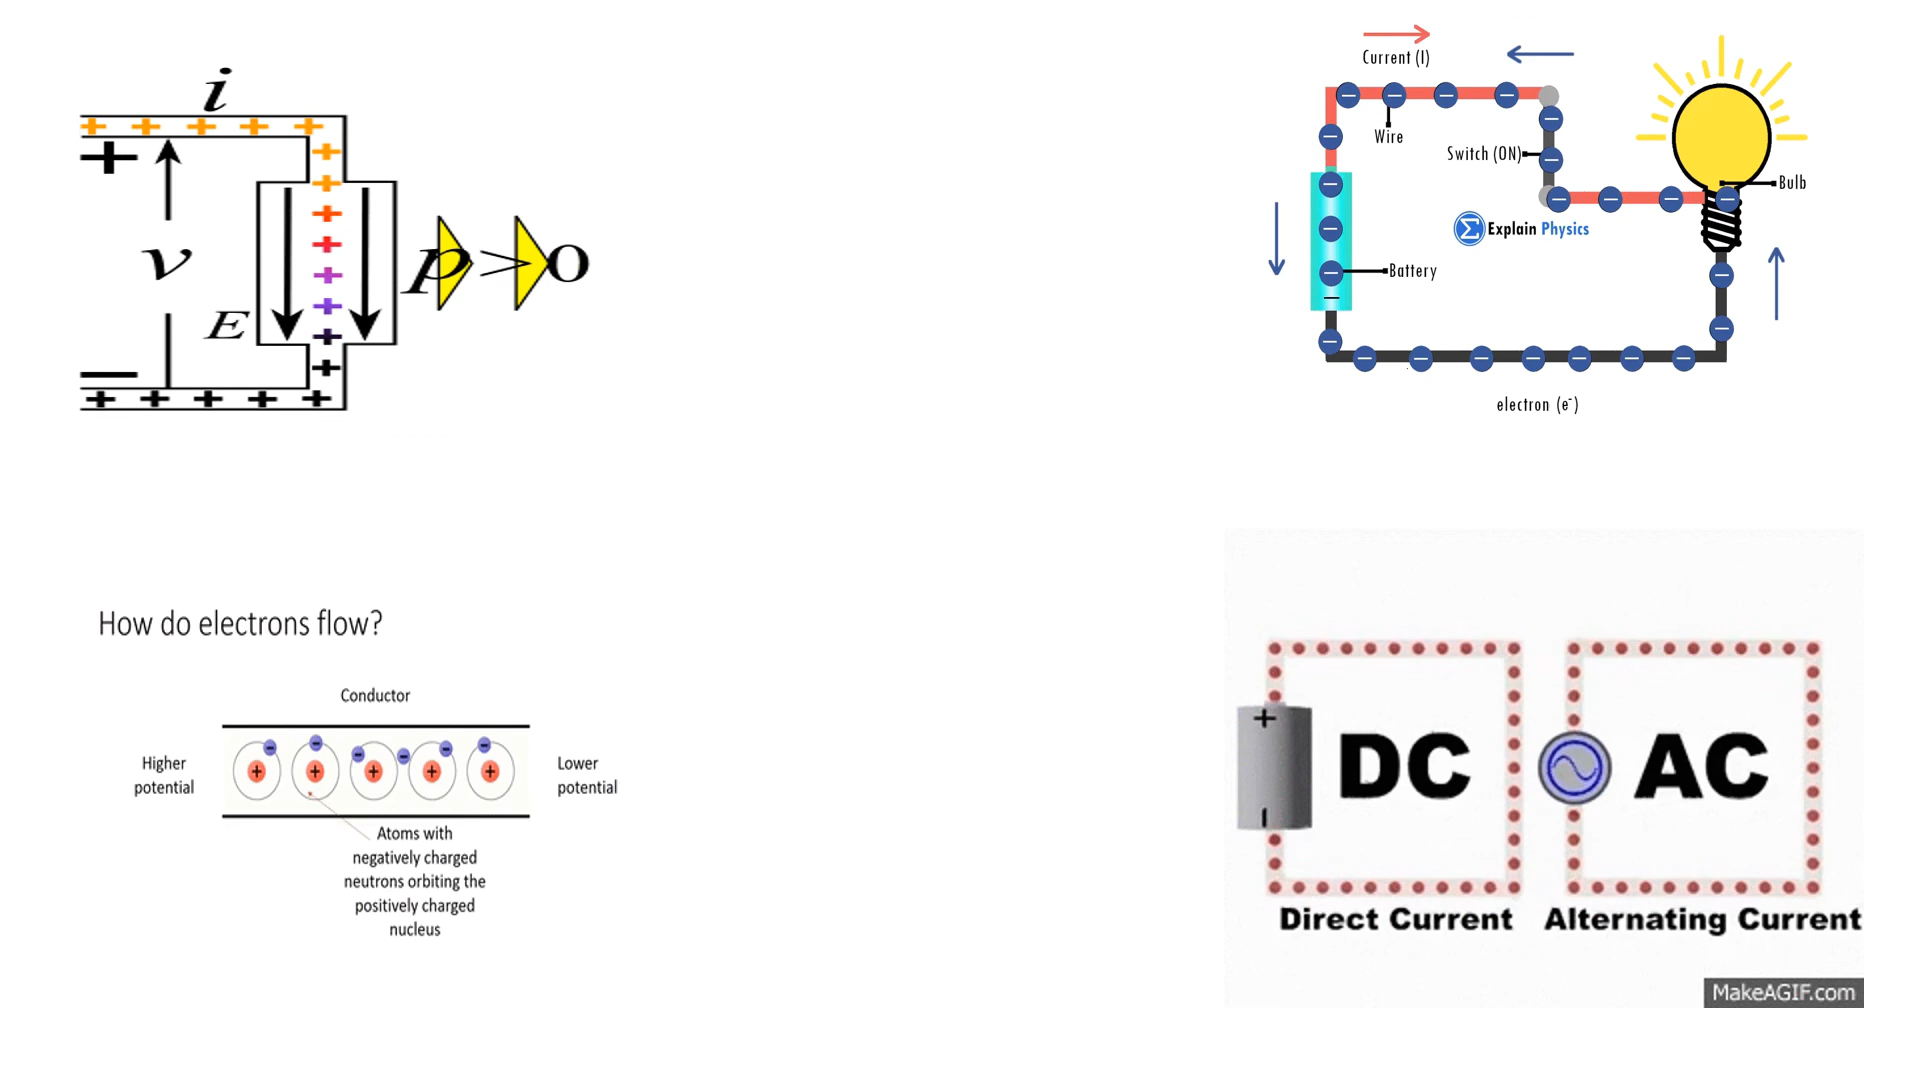 i
+
v
E
p > 0
−
Current (I)
Wire
Switch (ON)
Bulb
Explain Physics
Battery
electron (e⁻)
How do electrons flow?
Conductor
Higher
potential
Lower
potential
Atoms with
negatively charged
neutrons orbiting the
positively charged
nucleus
+
DC
AC
Direct Current
Alternating Current
MakeAGIF.com